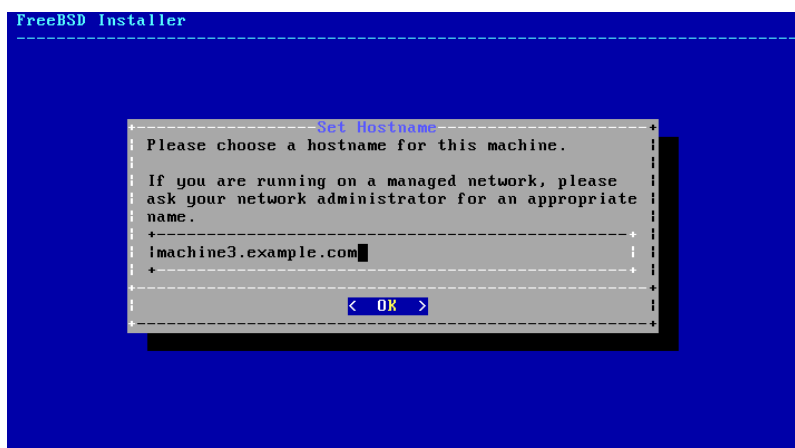 FreeBSD Installer
Set Hostname
Please choose a hostname for this machine.
If you are running on a managed network, please
ask your network administrator for an appropriate
name.
machine3.example.com
< OK >